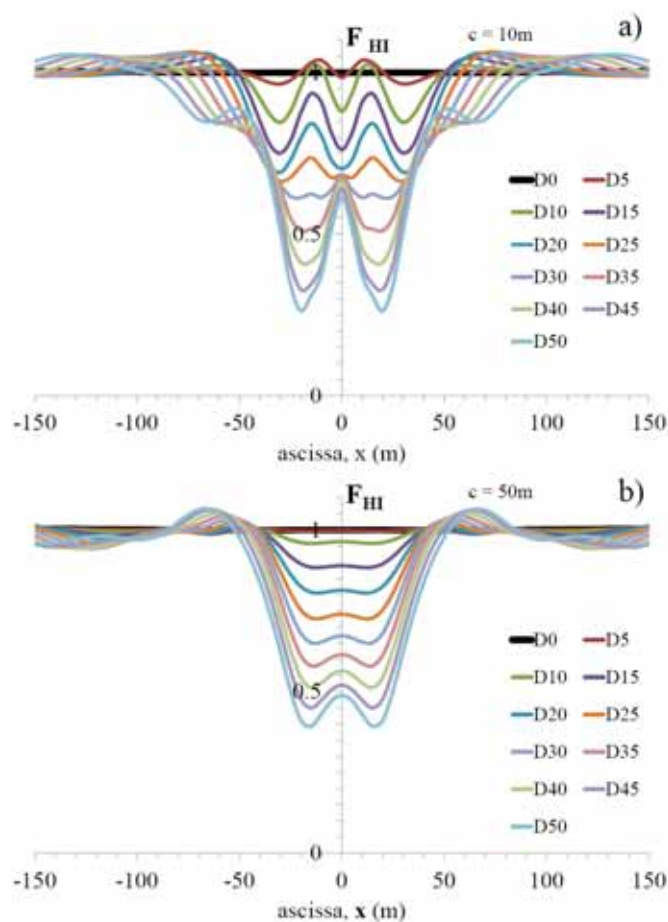 a)
F HI
c = 10m
1
D0 D5
D10 D15
D20 D25
0.5
D30 D35
D40 D45
D50
0
-150 -100 -50 0 50 100 150
ascissa, x (m)
b)
F HI
c = 50m
1
D0 D5
D10 D15
0.5
D20 D25
D30 D35
D40 D45
D50
0
-150 -100 -50 0 50 100 150
ascissa, x (m)